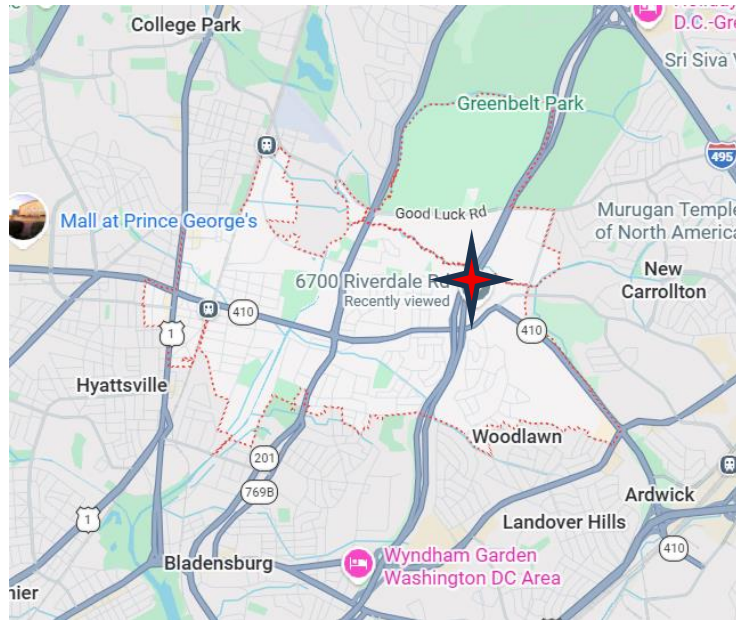 College Park
D.C.-Gre
Sri Siva V
Greenbelt Park
495
Good Luck Rd
Mall at Prince George's
Murugan Temple
of North America
6700 Riverdale Rd
Recently viewed
New
Carrollton
410
410
1
Hyattsville
Woodlawn
201
769B
Ardwick
1
Landover Hills
410
Bladensburg
Wyndham Garden
Washington DC Area
nier